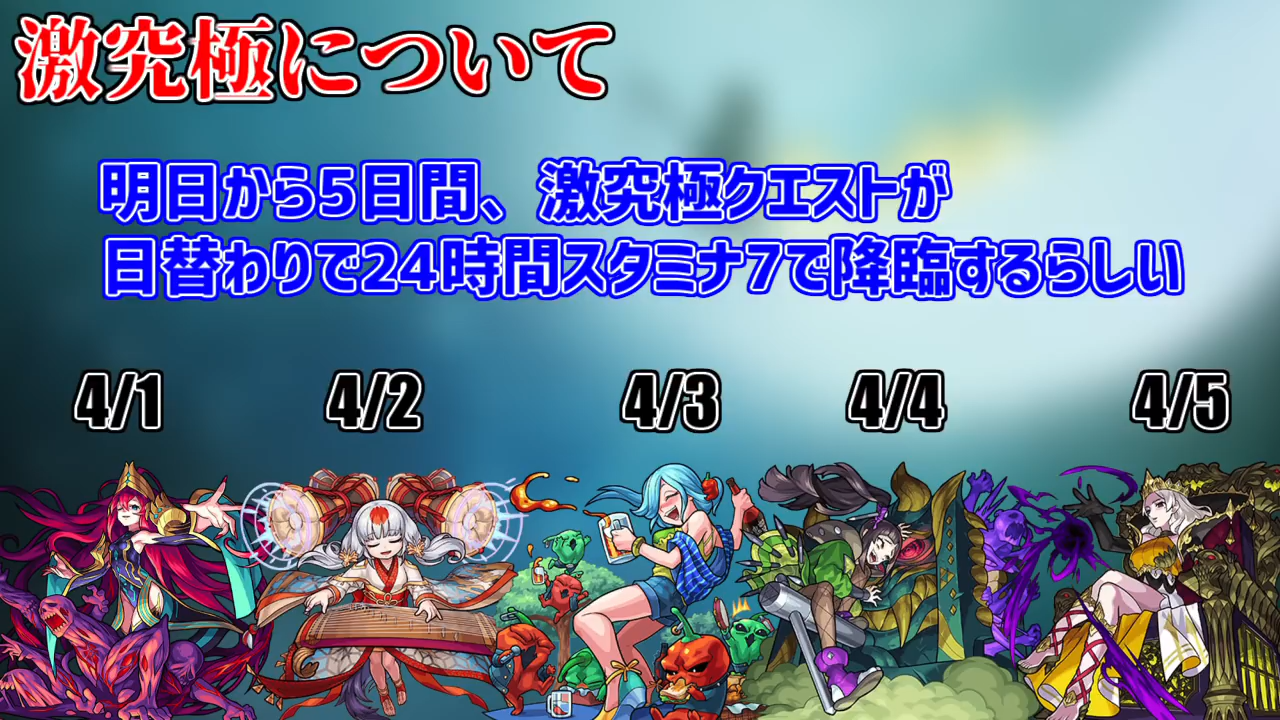 激究極について
明日から5日間、激究極クエストが
日替わりで24時間スタミナ7で降臨するらしい
4/1 4/2 4/3 4/4 4/5